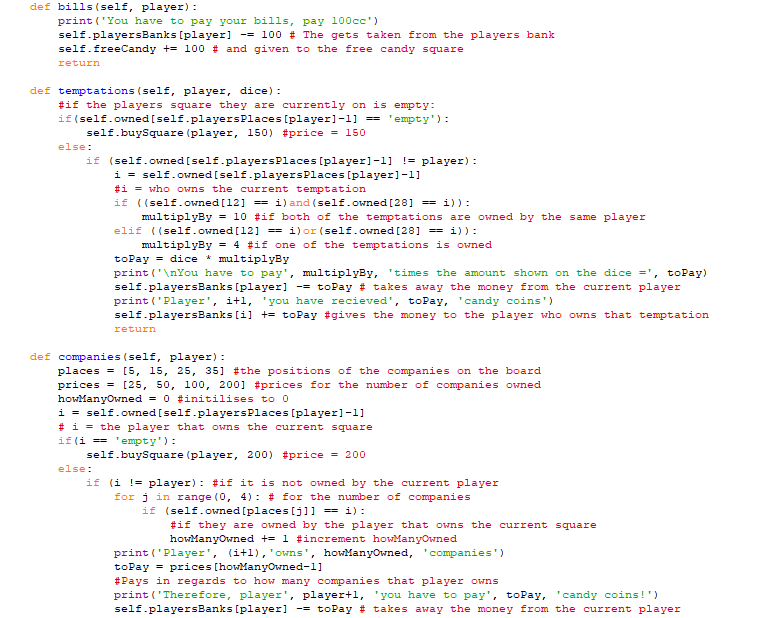 def bills(self, player):
    print('You have to pay your bills, pay 100cc')
    self.playersBanks[player] -= 100 # The gets taken from the players bank
    self.freeCandy += 100 # and given to the free candy square
    return

def temptations(self, player, dice):
    #if the players square they are currently on is empty:
    if(self.owned[self.playersPlaces[player]-1] == 'empty'):
        self.buySquare(player, 150) #price = 150
    else:
        if (self.owned[self.playersPlaces[player]-1] != player):
            i = self.owned[self.playersPlaces[player]-1]
            #i = who owns the current temptation
            if ((self.owned[12] == i)and(self.owned[28] == i)):
                multiplyBy = 10 #if both of the temptations are owned by the same player
            elif ((self.owned[12] == i)or(self.owned[28] == i)):
                multiplyBy = 4 #if one of the temptations is owned
            toPay = dice * multiplyBy
            print('\nYou have to pay', multiplyBy, 'times the amount shown on the dice =', toPay)
            self.playersBanks[player] -= toPay # takes away the money from the current player
            print('Player', i+1, 'you have recieved', toPay, 'candy coins')
            self.playersBanks[i] += toPay #gives the money to the player who owns that temptation
            return

def companies(self, player):
    places = [5, 15, 25, 35] #the positions of the companies on the board
    prices = [25, 50, 100, 200] #prices for the number of companies owned
    howManyOwned = 0 #initilises to 0
    i = self.owned[self.playersPlaces[player]-1]
    # i = the player that owns the current square
    if(i == 'empty'):
        self.buySquare(player, 200) #price = 200
    else:
        if (i != player): #if it is not owned by the current player
            for j in range(0, 4): # for the number of companies
                if (self.owned[places[j]] == i):
                    #if they are owned by the player that owns the current square
                    howManyOwned += 1 #increment howManyOwned
            print('Player', (i+1),'owns', howManyOwned, 'companies')
            toPay = prices[howManyOwned-1]
            #Pays in regards to how many companies that player owns
            print('Therefore, player', player+1, 'you have to pay', toPay, 'candy coins!')
            self.playersBanks[player] -= toPay # takes away the money from the current player